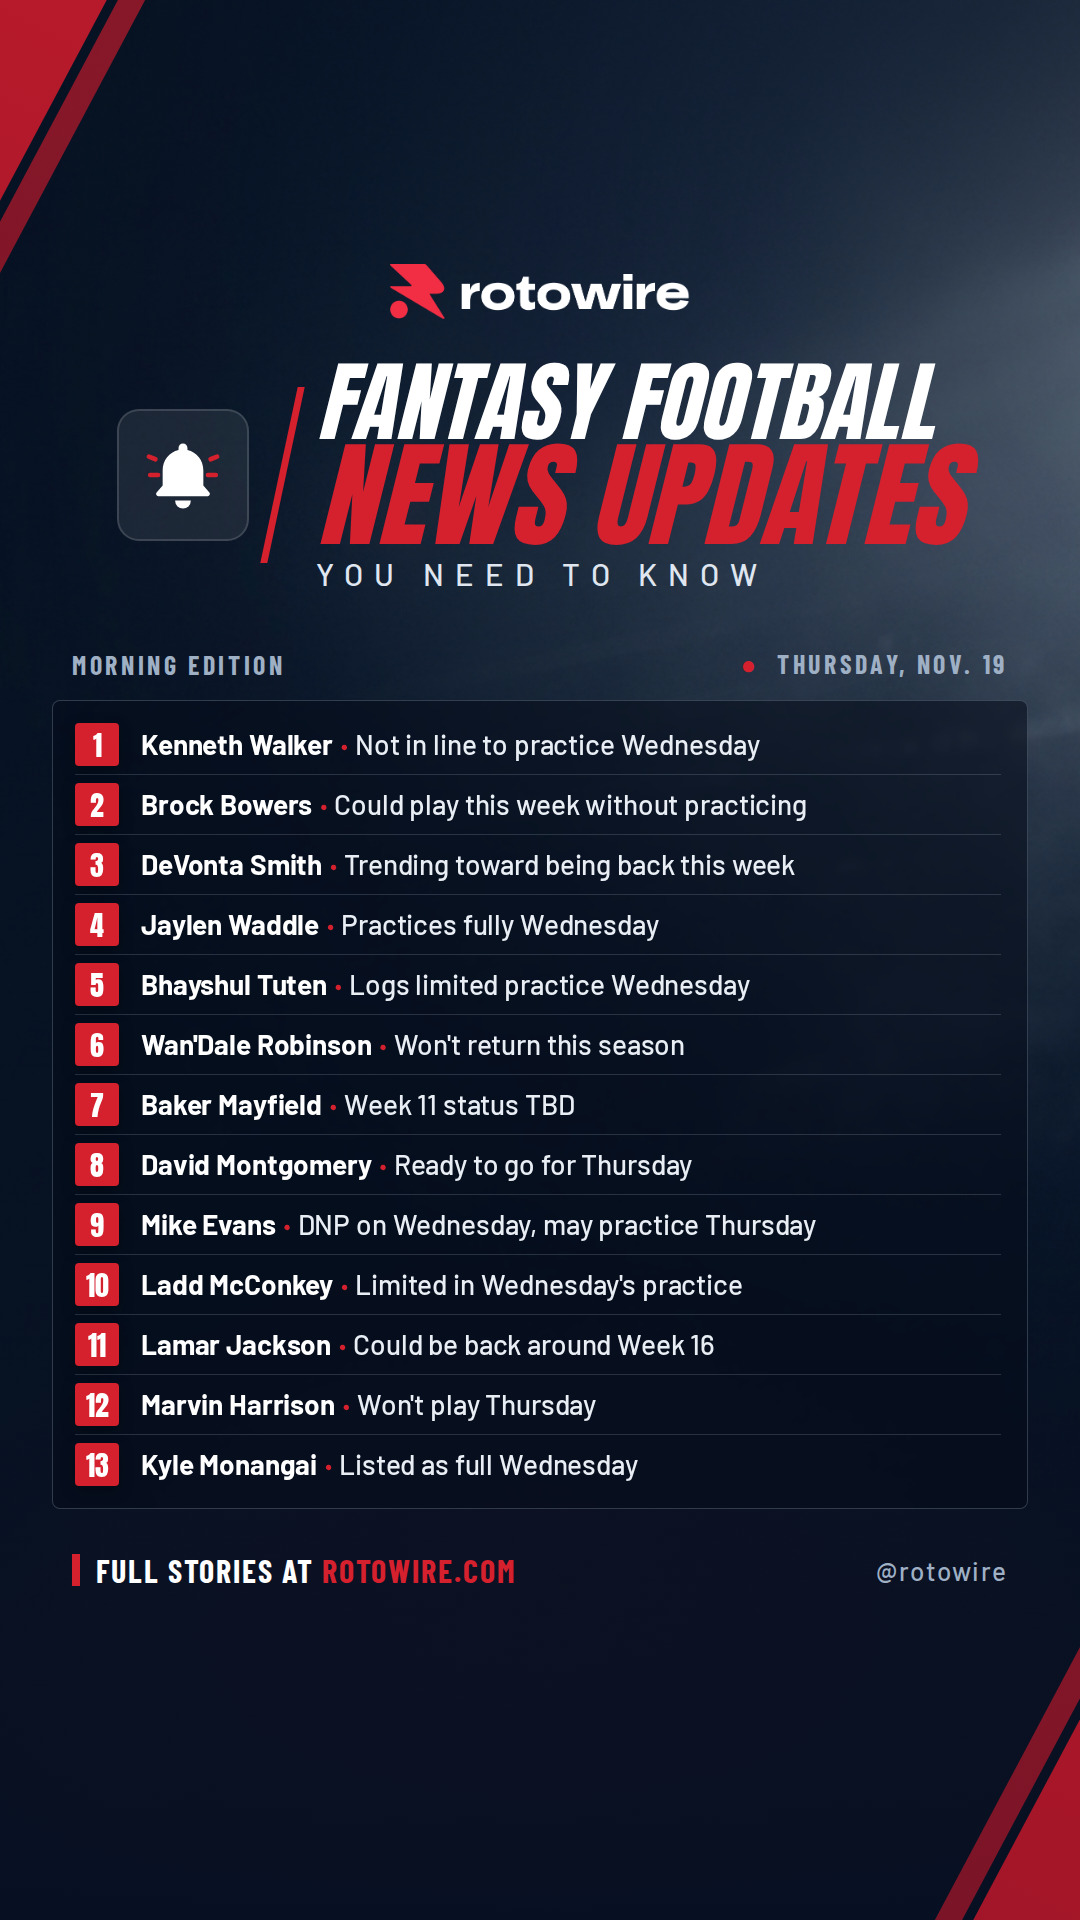 rotowire
FANTASY FOOTBALL
NEWS UPDATES
YOU NEED TO KNOW
MORNING EDITION • THURSDAY, NOV. 19
1 Kenneth Walker • Not in line to practice Wednesday
2 Brock Bowers • Could play this week without practicing
3 DeVonta Smith • Trending toward being back this week
4 Jaylen Waddle • Practices fully Wednesday
5 Bhayshul Tuten • Logs limited practice Wednesday
6 Wan'Dale Robinson • Won't return this season
7 Baker Mayfield • Week 11 status TBD
8 David Montgomery • Ready to go for Thursday
9 Mike Evans • DNP on Wednesday, may practice Thursday
10 Ladd McConkey • Limited in Wednesday's practice
11 Lamar Jackson • Could be back around Week 16
12 Marvin Harrison • Won't play Thursday
13 Kyle Monangai • Listed as full Wednesday
FULL STORIES AT ROTOWIRE.COM @rotowire